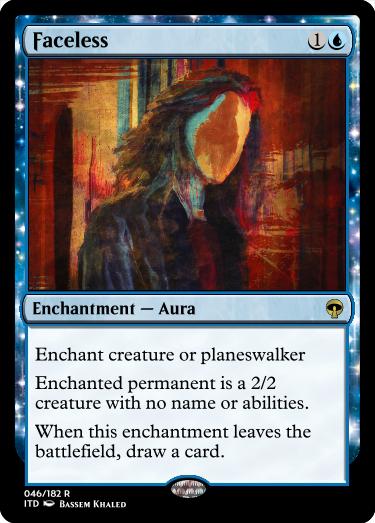 Faceless 1
Enchantment — Aura
Enchant creature or planeswalker
Enchanted permanent is a 2/2
creature with no name or abilities.
When this enchantment leaves the
battlefield, draw a card.
046/182 R
ITD Bassem Khaled